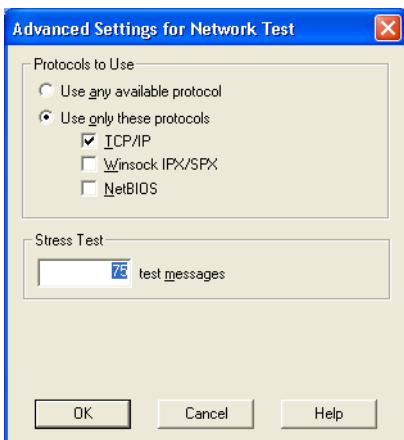 Advanced Settings for Network Test
Protocols to Use
Use any available protocol
Use only these protocols
TCP/IP
Winsock IPX/SPX
NetBIOS
Stress Test
75 test messages
OK Cancel Help